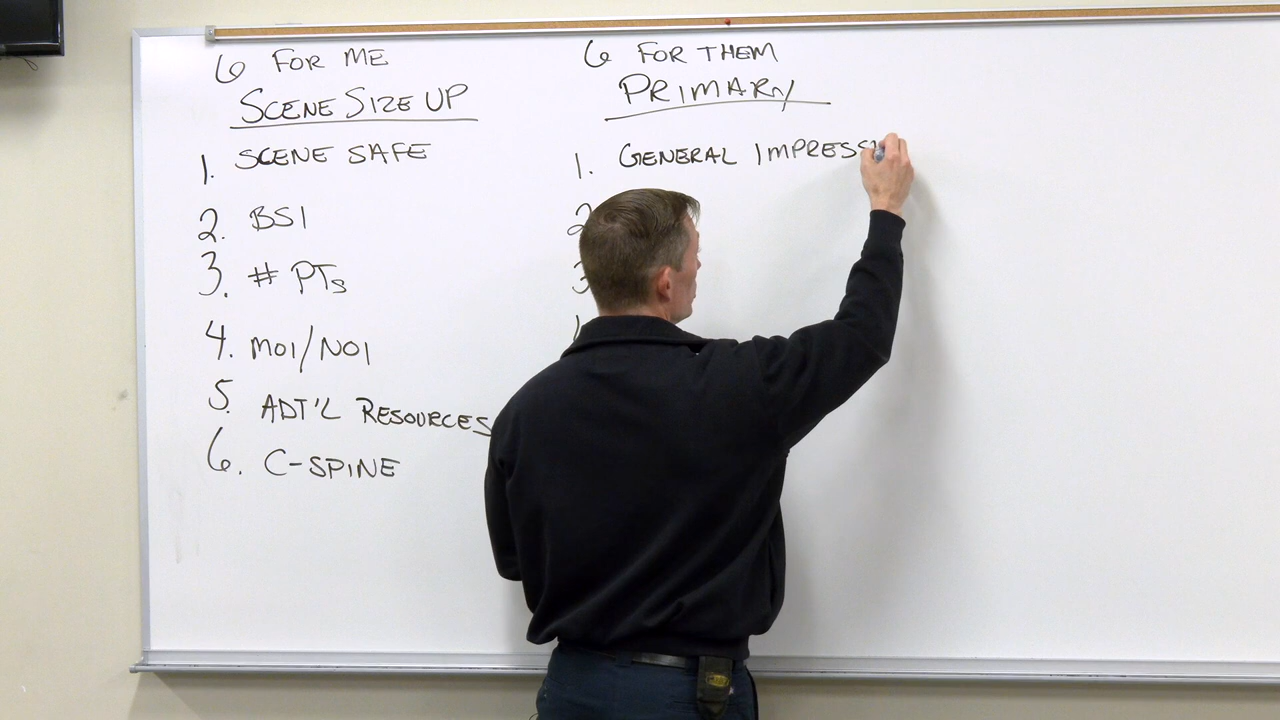 6 FOR ME
SCENE SIZE UP
1. SCENE SAFE
2. BSI
3. # PTs
4. MOI/NOI
5. ADT'L RESOURCES
6. C-SPINE
6 FOR THEM
PRIMARY
1. GENERAL IMPRESS
2
3